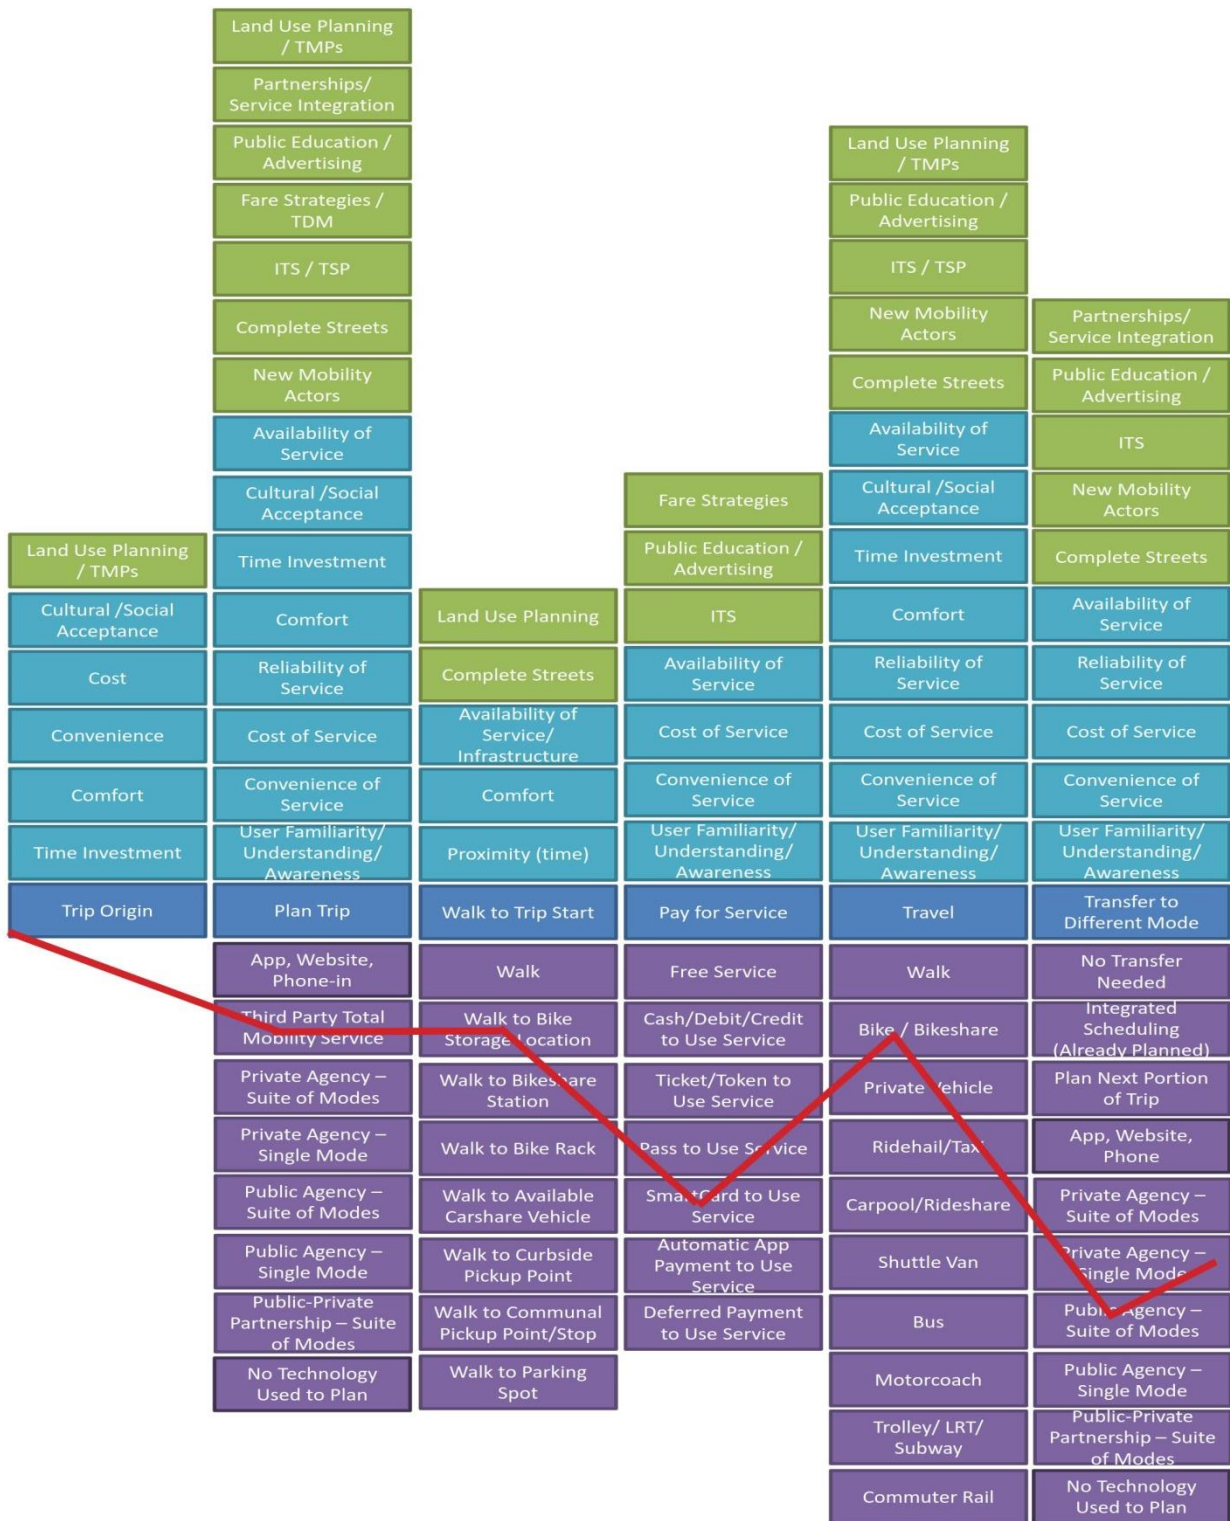 Land Use Planning
/ TMPs
Cultural /Social
Acceptance
Cost
Convenience
Comfort
Time Investment
Trip Origin
Land Use Planning
/ TMPs
Partnerships/
Service Integration
Public Education /
Advertising
Fare Strategies /
TDM
ITS / TSP
Complete Streets
New Mobility
Actors
Availability of
Service
Cultural /Social
Acceptance
Time Investment
Comfort
Reliability of
Service
Cost of Service
Convenience of
Service
User Familiarity/
Understanding/
Awareness
Plan Trip
App, Website,
Phone-in
Third Party Total
Mobility Service
Private Agency –
Suite of Modes
Private Agency –
Single Mode
Public Agency –
Suite of Modes
Public Agency –
Single Mode
Public-Private
Partnership – Suite
of Modes
No Technology
Used to Plan
Land Use Planning
Complete Streets
Availability of
Service/
Infrastructure
Comfort
Proximity (time)
Walk to Trip Start
Walk
Walk to Bike
Storage Location
Walk to Bikeshare
Station
Walk to Bike Rack
Walk to Available
Carshare Vehicle
Walk to Curbside
Pickup Point
Walk to Communal
Pickup Point/Stop
Walk to Parking
Spot
Fare Strategies
Public Education /
Advertising
ITS
Availability of
Service
Cost of Service
Convenience of
Service
User Familiarity/
Understanding/
Awareness
Pay for Service
Free Service
Cash/Debit/Credit
to Use Service
Ticket/Token to
Use Service
Pass to Use Service
SmartCard to Use
Service
Automatic App
Payment to Use
Service
Deferred Payment
to Use Service
Land Use Planning
/ TMPs
Public Education /
Advertising
ITS / TSP
New Mobility
Actors
Complete Streets
Availability of
Service
Cultural /Social
Acceptance
Time Investment
Comfort
Reliability of
Service
Cost of Service
Convenience of
Service
User Familiarity/
Understanding/
Awareness
Travel
Walk
Bike / Bikeshare
Private Vehicle
Ridehail/Taxi
Carpool/Rideshare
Shuttle Van
Bus
Motorcoach
Trolley/ LRT/
Subway
Commuter Rail
Partnerships/
Service Integration
Public Education /
Advertising
ITS
New Mobility
Actors
Complete Streets
Availability of
Service
Reliability of
Service
Cost of Service
Convenience of
Service
User Familiarity/
Understanding/
Awareness
Transfer to
Different Mode
No Transfer
Needed
Integrated
Scheduling
(Already Planned)
Plan Next Portion
of Trip
App, Website,
Phone
Private Agency –
Suite of Modes
Private Agency –
Single Mode
Public Agency –
Suite of Modes
Public Agency –
Single Mode
Public-Private
Partnership – Suite
of Modes
No Technology
Used to Plan